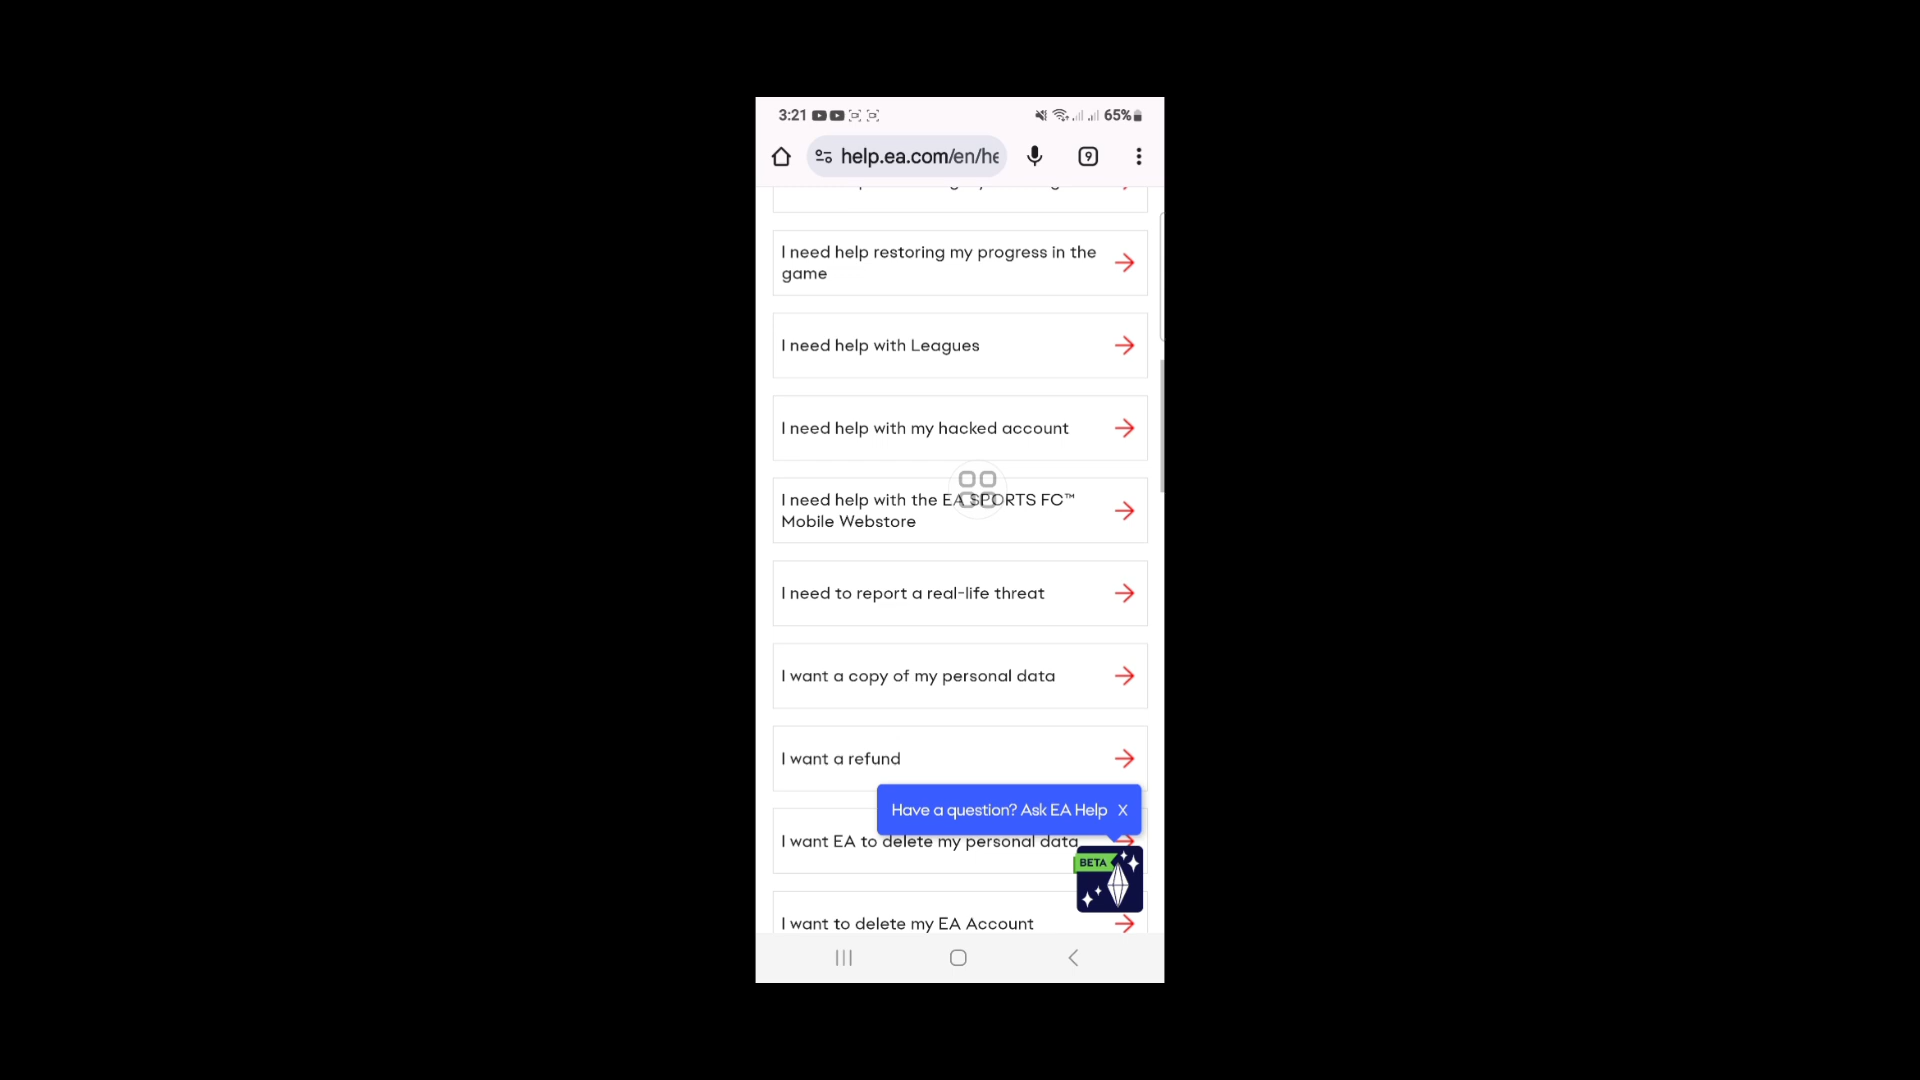 3:21
65%
help.ea.com/en/he
9
I need help restoring my progress in the
game
I need help with Leagues
I need help with my hacked account
I need help with the EA SPORTS FC™
Mobile Webstore
I need to report a real-life threat
I want a copy of my personal data
I want a refund
Have a question? Ask EA Help X
I want EA to delete my personal data
BETA
I want to delete my EA Account